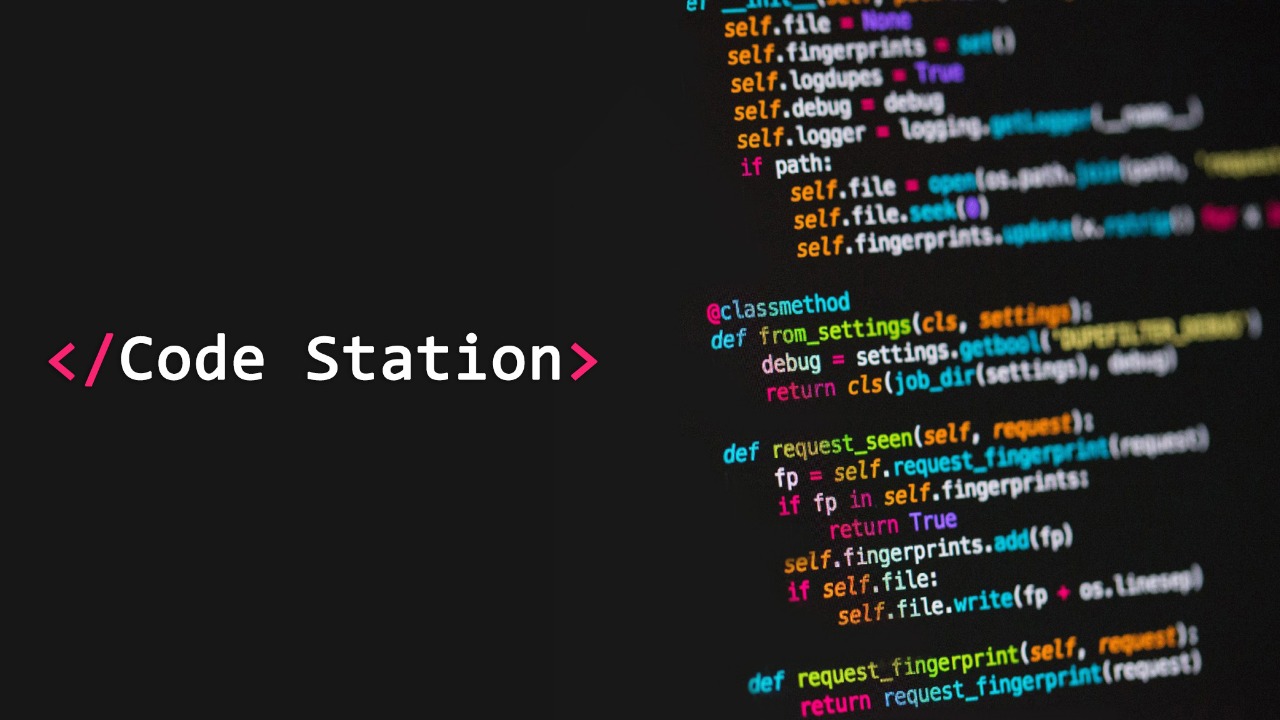 </Code Station>
def __init__(self,
self.file = None
self.fingerprints = set()
self.logdupes = True
self.debug = debug
self.logger = logging.getLogger(__name__)
if path:
self.file = open(os.path.join(path,
self.file.seek(0)
self.fingerprints.update(x.rstrip() for
@classmethod
def from_settings(cls, settings):
debug = settings.getbool('DUPEFILTER_DEBUG')
return cls(job_dir(settings), debug)
def request_seen(self, request):
fp = self.request_fingerprint(request)
if fp in self.fingerprints:
return True
self.fingerprints.add(fp)
if self.file:
self.file.write(fp + os.linesep)
def request_fingerprint(self, request):
return request_fingerprint(request)